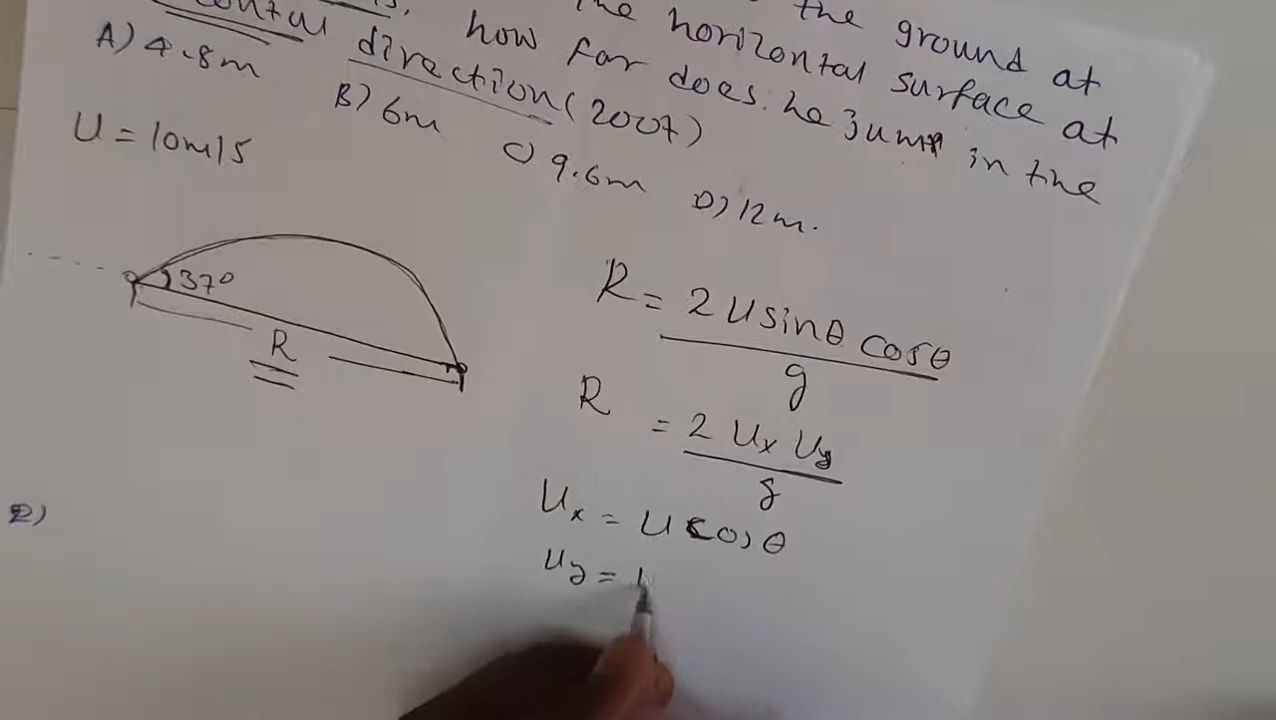 the ground at
the horizontal surface at
how far does he jump in the
direction (2007)
A) 4.8m
B) 6m
C) 9.6m D) 12m.
U = 10m/s
37°
R
R = 2 U sinθ cosθ
g
R = 2 Ux Uy
g
Ux = U cos θ
Uy =
2)